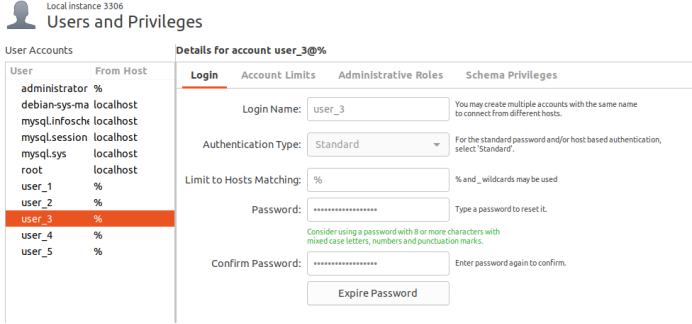 Local instance 3306
Users and Privileges
User Accounts
User From Host
administrator %
debian-sys-ma localhost
mysql.infosche localhost
mysql.session localhost
mysql.sys localhost
root localhost
user_1 %
user_2 %
user_3 %
user_4 %
user_5 %
Details for account user_3@%
Login Account Limits Administrative Roles Schema Privileges
Login Name: user_3 You may create multiple accounts with the same name
to connect from different hosts.
Authentication Type: Standard For the standard password and/or host based authentication,
select 'Standard'.
Limit to Hosts Matching: % % and _ wildcards may be used
Password: •••••••••••••••••• Type a password to reset it.
Consider using a password with 8 or more characters with
mixed case letters, numbers and punctuation marks.
Confirm Password: •••••••••••••••••• Enter password again to confirm.
Expire Password